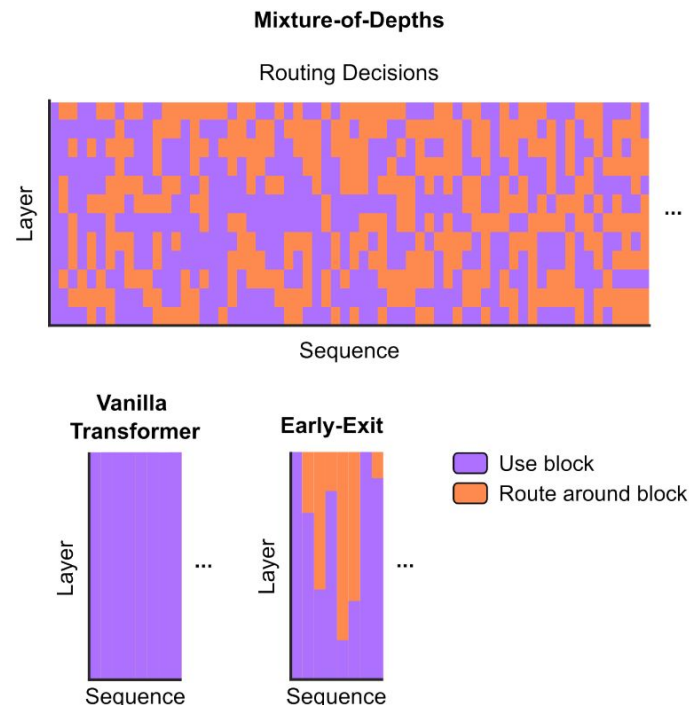 Mixture-of-Depths
Routing Decisions
Layer
...
Sequence
Vanilla
Transformer
Layer
...
Sequence
Early-Exit
Layer
...
Sequence
Use block
Route around block